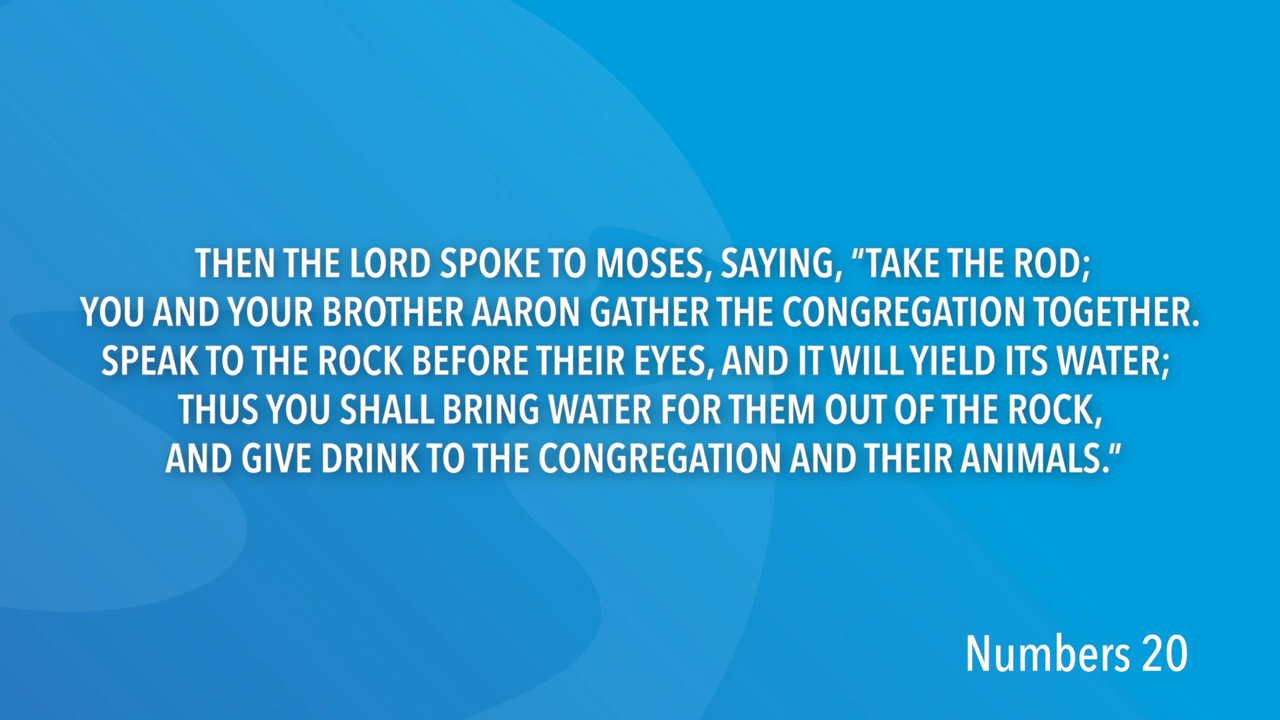 THEN THE LORD SPOKE TO MOSES, SAYING, “TAKE THE ROD;
YOU AND YOUR BROTHER AARON GATHER THE CONGREGATION TOGETHER.
SPEAK TO THE ROCK BEFORE THEIR EYES, AND IT WILL YIELD ITS WATER;
THUS YOU SHALL BRING WATER FOR THEM OUT OF THE ROCK,
AND GIVE DRINK TO THE CONGREGATION AND THEIR ANIMALS.”
Numbers 20